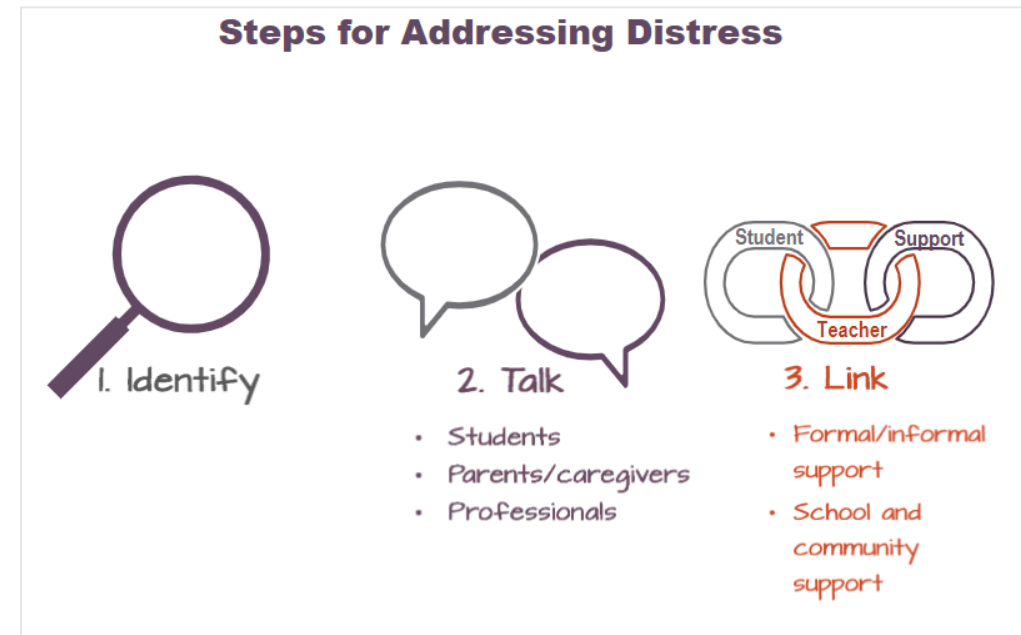 Steps for Addressing Distress
1. Identify
2. Talk
• Students
• Parents/caregivers
• Professionals
Student
Support
Teacher
3. Link
• Formal/informal
support
• School and
community
support